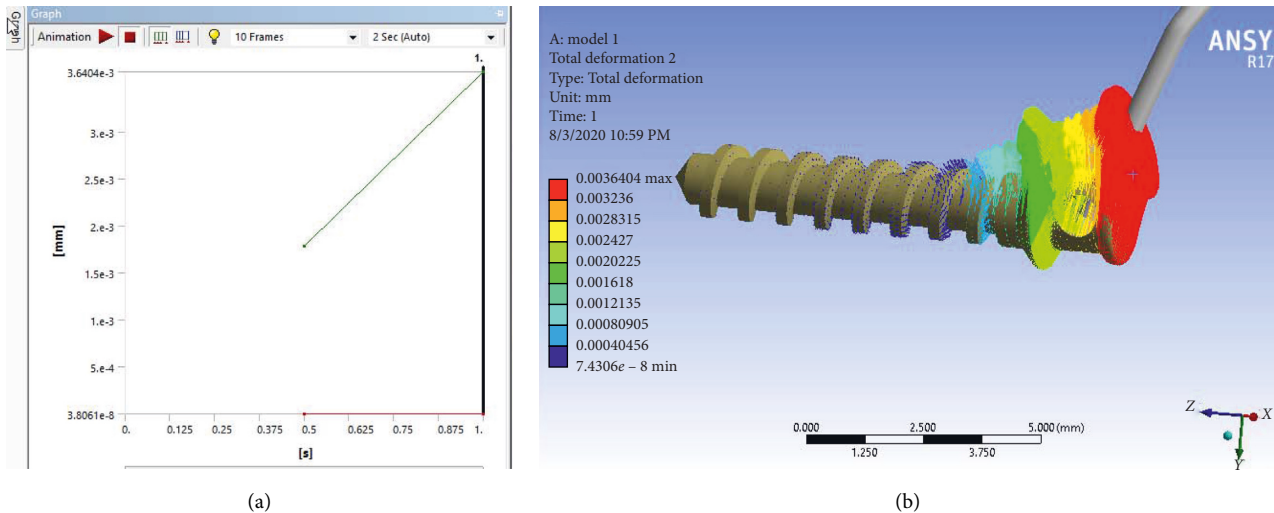 Graph
Graph
Animation
10 Frames
2 Sec (Auto)
1.
3.6404e-3
3.e-3
2.5e-3
2.e-3
[mm]
1.5e-3
1.e-3
5.e-4
3.8061e-8
0.
0.125
0.25
0.375
0.5
0.625
0.75
0.875
1.
[s]
(a)
A: model 1
Total deformation 2
Type: Total deformation
Unit: mm
Time: 1
8/3/2020 10:59 PM
ANSY
R17
0.0036404 max
0.003236
0.0028315
0.002427
0.0020225
0.001618
0.0012135
0.00080905
0.00040456
7.4306e – 8 min
0.000
2.500
5.000 (mm)
1.250
3.750
Z
X
Y
(b)